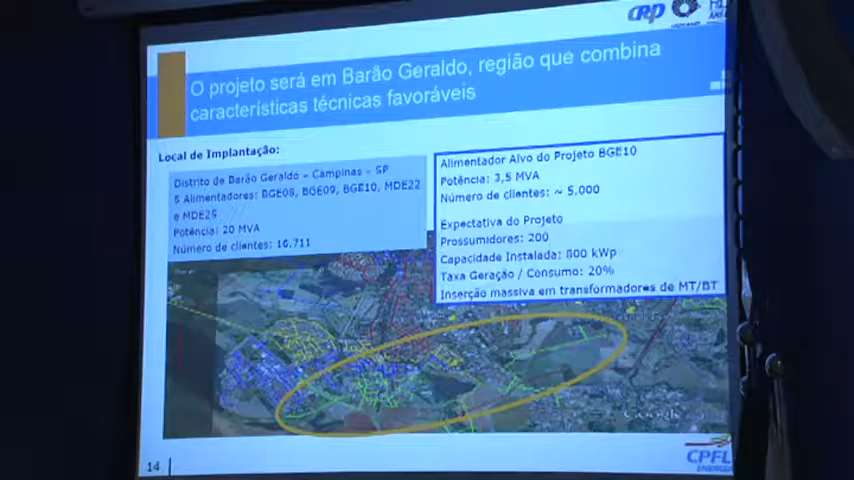 CRIP
O projeto será em Barão Geraldo, região que combina
características técnicas favoráveis
Local de Implantação:
Distrito de Barão Geraldo – Campinas – SP
5 Alimentadores: BGE08, BGE09, BGE10, MDE22
e MDE25
Potência: 20 MVA
Número de clientes: 16.711
Alimentador Alvo do Projeto BGE10
Potência: 3,5 MVA
Número de clientes: ~ 5.000
Expectativa do Projeto
Prossumidores: 200
Capacidade Instalada: 800 kWp
Taxa Geração / Consumo: 20%
Inserção massiva em transformadores de MT/BT
Google
14
CPFL
ENERGIA